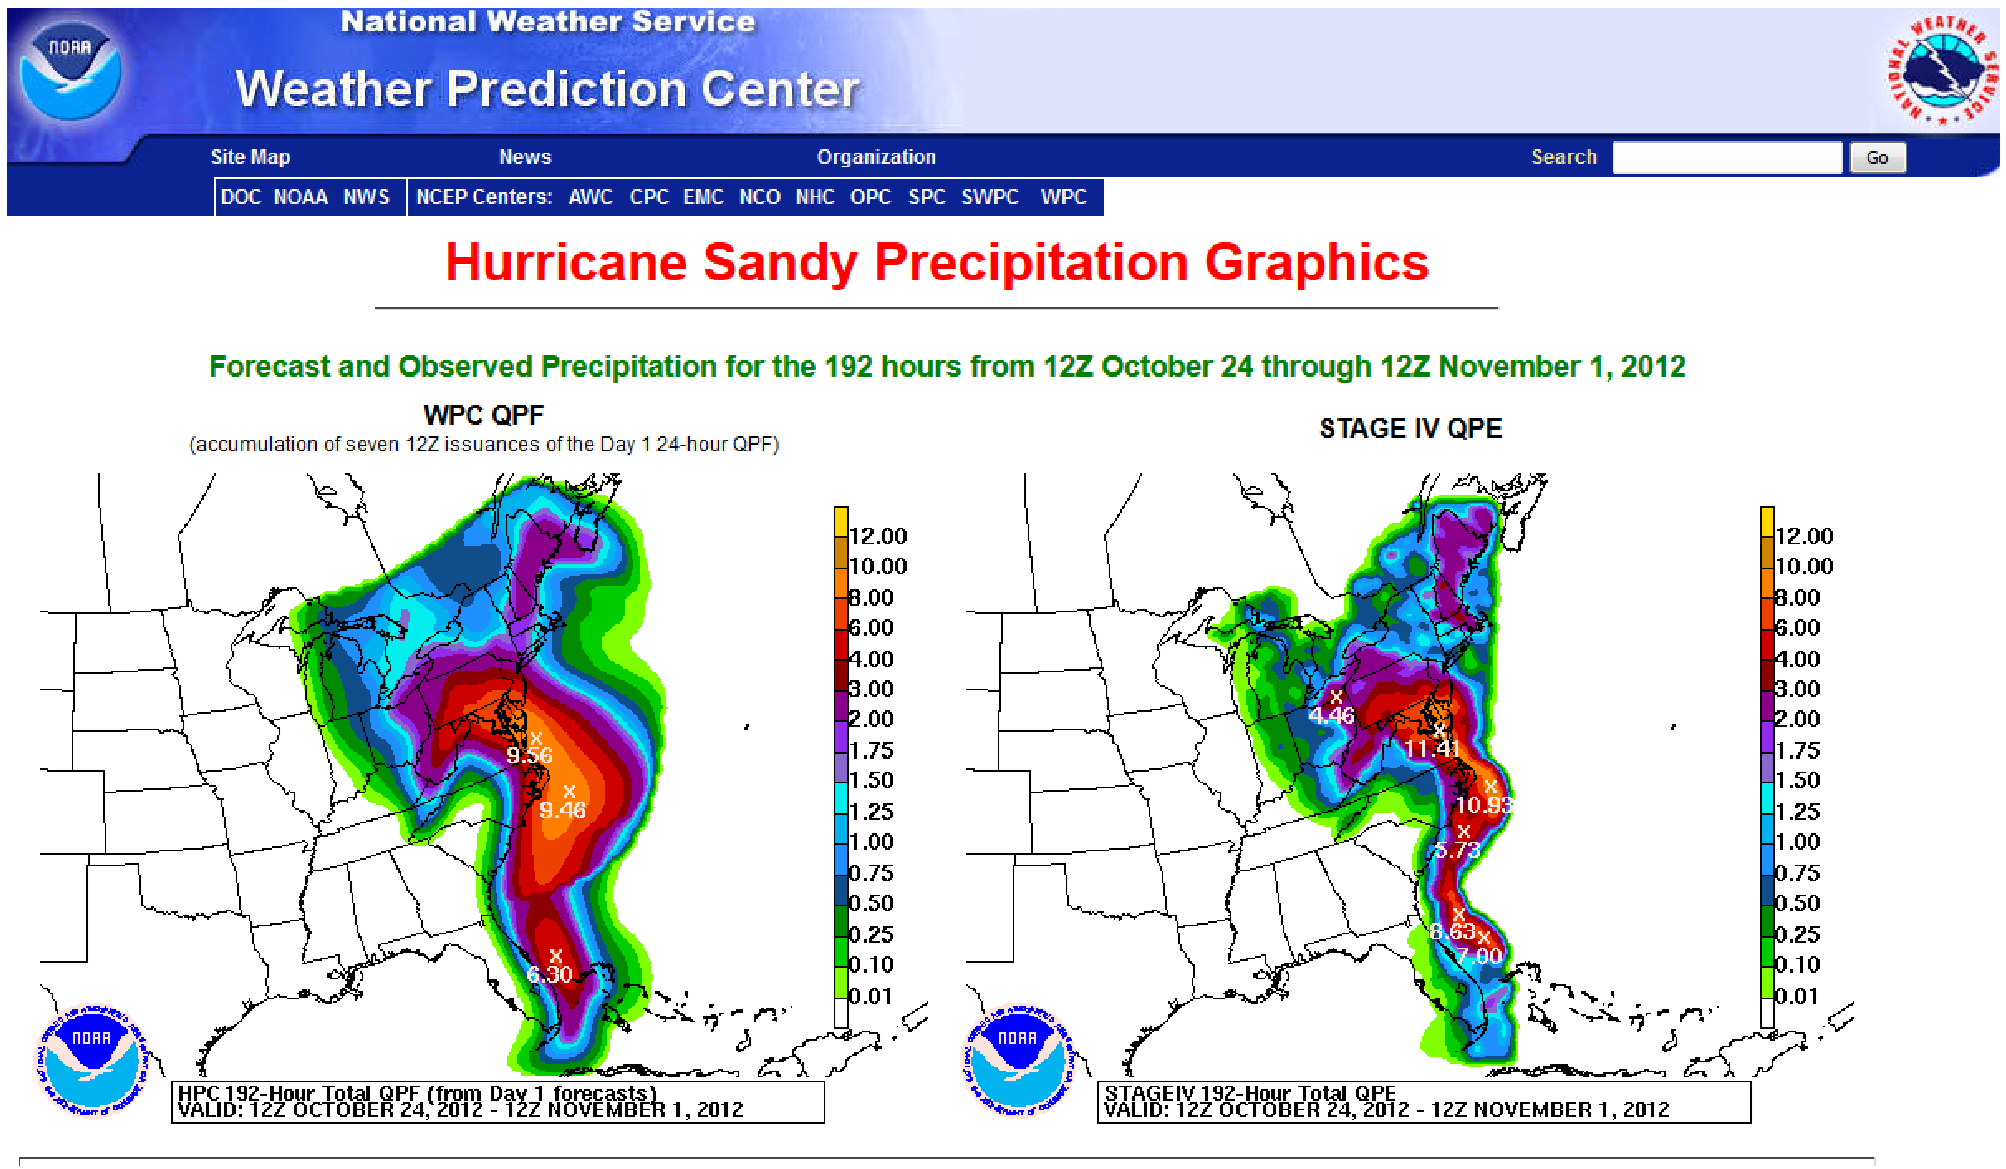 National Weather Service
NOAA
Weather Prediction Center
NATIONAL WEATHER SERVICE
Site Map News Organization Search Go
DOC NOAA NWS NCEP Centers: AWC CPC EMC NCO NHC OPC SPC SWPC WPC
Hurricane Sandy Precipitation Graphics
Forecast and Observed Precipitation for the 192 hours from 12Z October 24 through 12Z November 1, 2012
WPC QPF
(accumulation of seven 12Z issuances of the Day 1 24-hour QPF)
9.56
9.46
6.30
12.00
10.00
8.00
6.00
4.00
3.00
2.00
1.75
1.50
1.25
1.00
0.75
0.50
0.25
0.10
0.01
NOAA
HPC 192-Hour Total QPF (from Day 1 forecasts)
VALID: 12Z OCTOBER 24, 2012 - 12Z NOVEMBER 1, 2012
STAGE IV QPE
4.46
11.41
10.93
5.73
8.63
7.00
12.00
10.00
8.00
6.00
4.00
3.00
2.00
1.75
1.50
1.25
1.00
0.75
0.50
0.25
0.10
0.01
NOAA
STAGEIV 192-Hour Total QPE
VALID: 12Z OCTOBER 24, 2012 - 12Z NOVEMBER 1, 2012